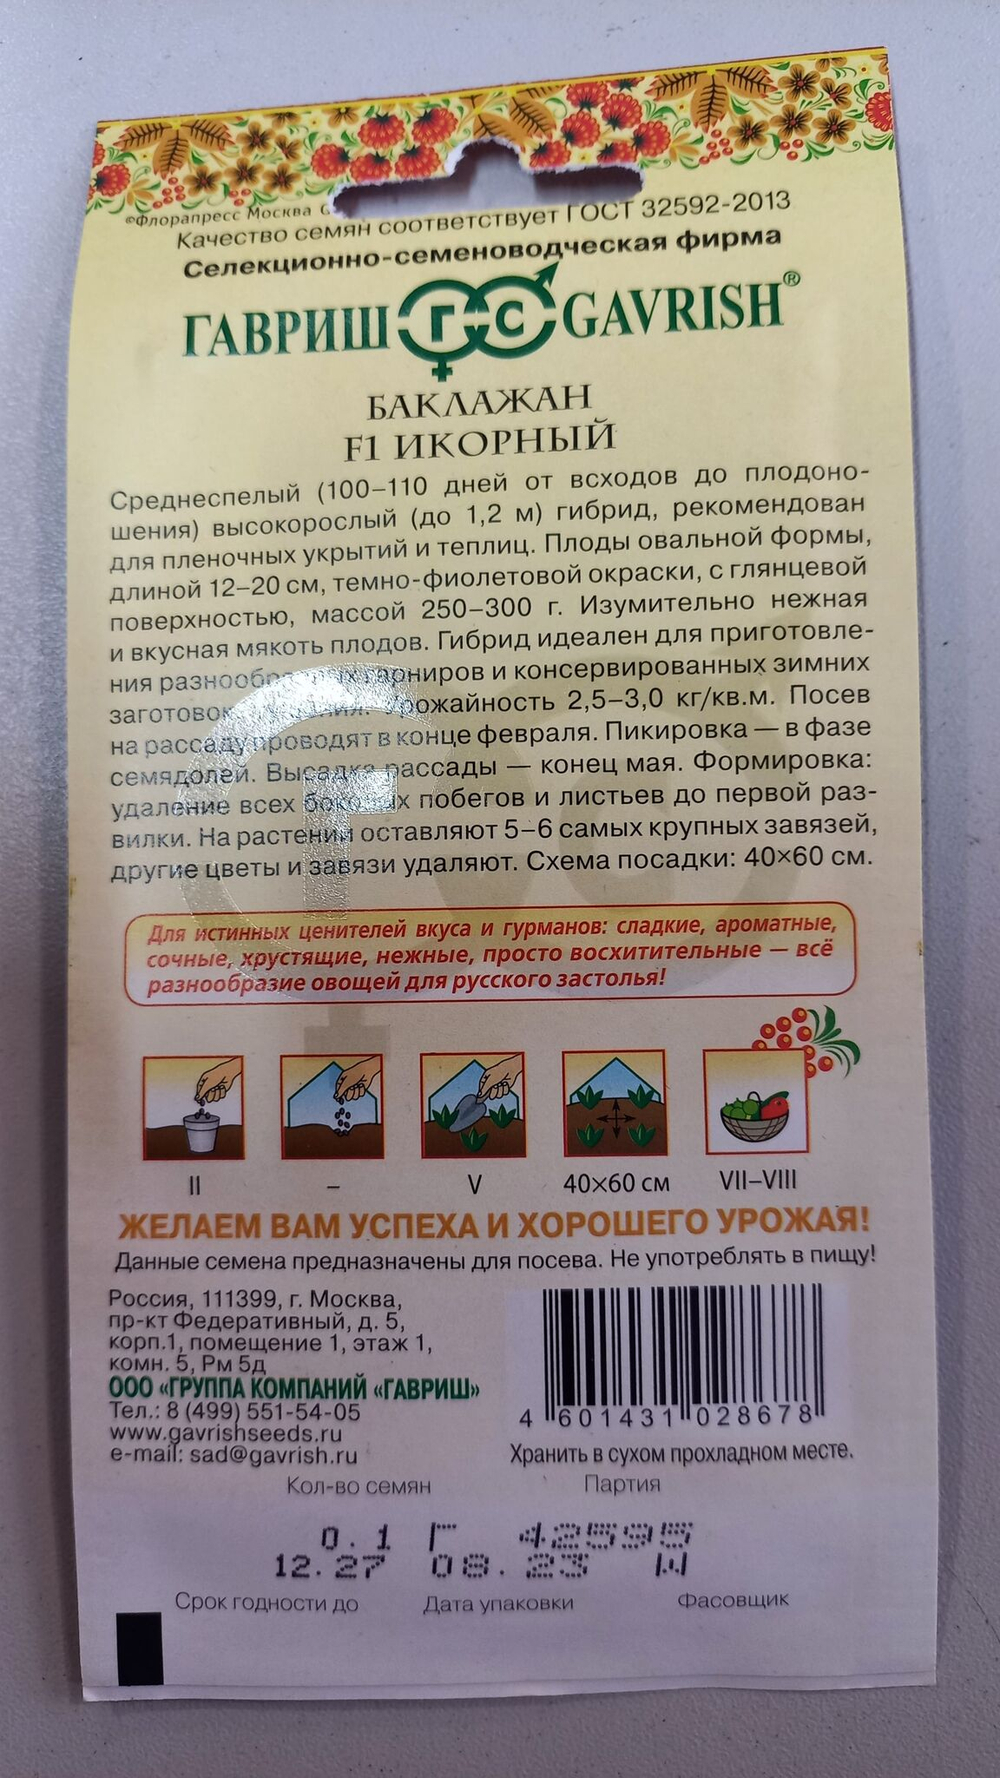 ©Флорапресс Москва
Качество семян соответствует ГОСТ 32592-2013
Селекционно-семеноводческая фирма
ГАВРИШ ГС GAVRISH®
БАКЛАЖАН
F1 ИКОРНЫЙ
Среднеспелый (100–110 дней от всходов до плодоно-
шения) высокорослый (до 1,2 м) гибрид, рекомендован
для пленочных укрытий и теплиц. Плоды овальной формы,
длиной 12–20 см, темно-фиолетовой окраски, с глянцевой
поверхностью, массой 250–300 г. Изумительно нежная
и вкусная мякоть плодов. Гибрид идеален для приготовле-
ния разнообразных гарниров и консервированных зимних
заготовок. Урожайность 2,5–3,0 кг/кв.м. Посев
на рассаду проводят в конце февраля. Пикировка — в фазе
семядолей. Высадка рассады — конец мая. Формировка:
удаление всех боковых побегов и листьев до первой раз-
вилки. На растении оставляют 5–6 самых крупных завязей,
другие цветы и завязи удаляют. Схема посадки: 40×60 см.
Для истинных ценителей вкуса и гурманов: сладкие, ароматные,
сочные, хрустящие, нежные, просто восхитительные — всё
разнообразие овощей для русского застолья!
II – V 40×60 см VII–VIII
ЖЕЛАЕМ ВАМ УСПЕХА И ХОРОШЕГО УРОЖАЯ!
Данные семена предназначены для посева. Не употреблять в пищу!
Россия, 111399, г. Москва,
пр-кт Федеративный, д. 5,
корп.1, помещение 1, этаж 1,
комн. 5, Рм 5д
ООО «ГРУППА КОМПАНИЙ «ГАВРИШ»
Тел.: 8 (499) 551-54-05
www.gavrishseeds.ru
e-mail: sad@gavrish.ru
4 601431 028678
Хранить в сухом прохладном месте.
Кол-во семян Партия
0.1 Г 42595
12.27 08.23 W
Срок годности до Дата упаковки Фасовщик